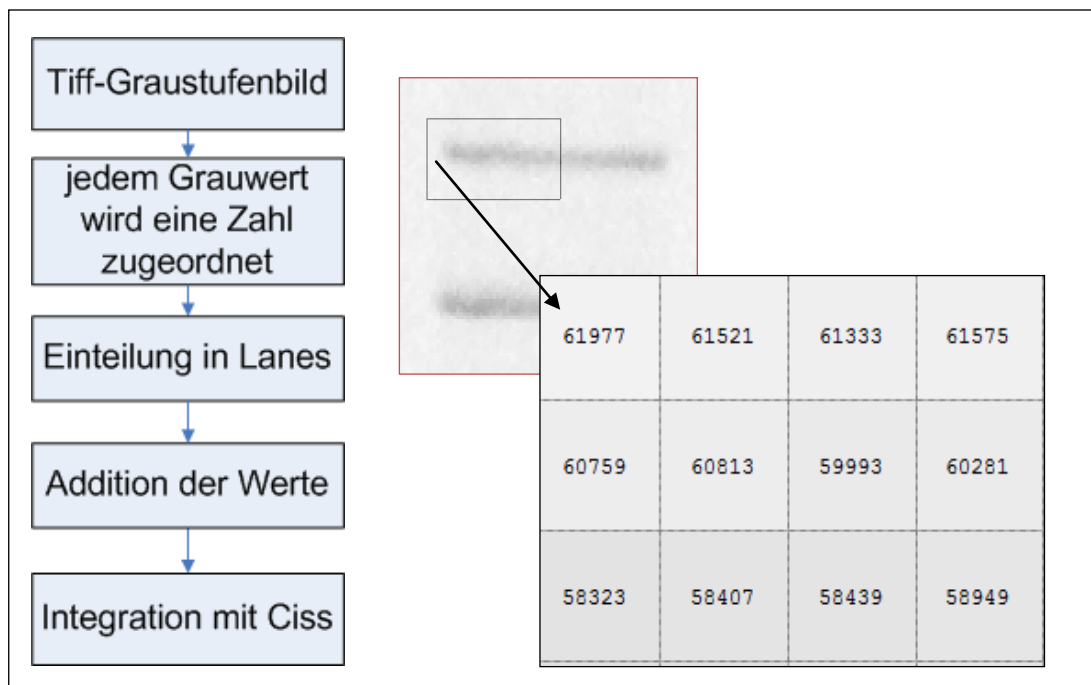 Tiff-Graustufenbild
jedem Grauwert
wird eine Zahl
zugeordnet
Einteilung in Lanes
Addition der Werte
Integration mit Ciss
61977 61521 61333 61575
60759 60813 59993 60281
58323 58407 58439 58949